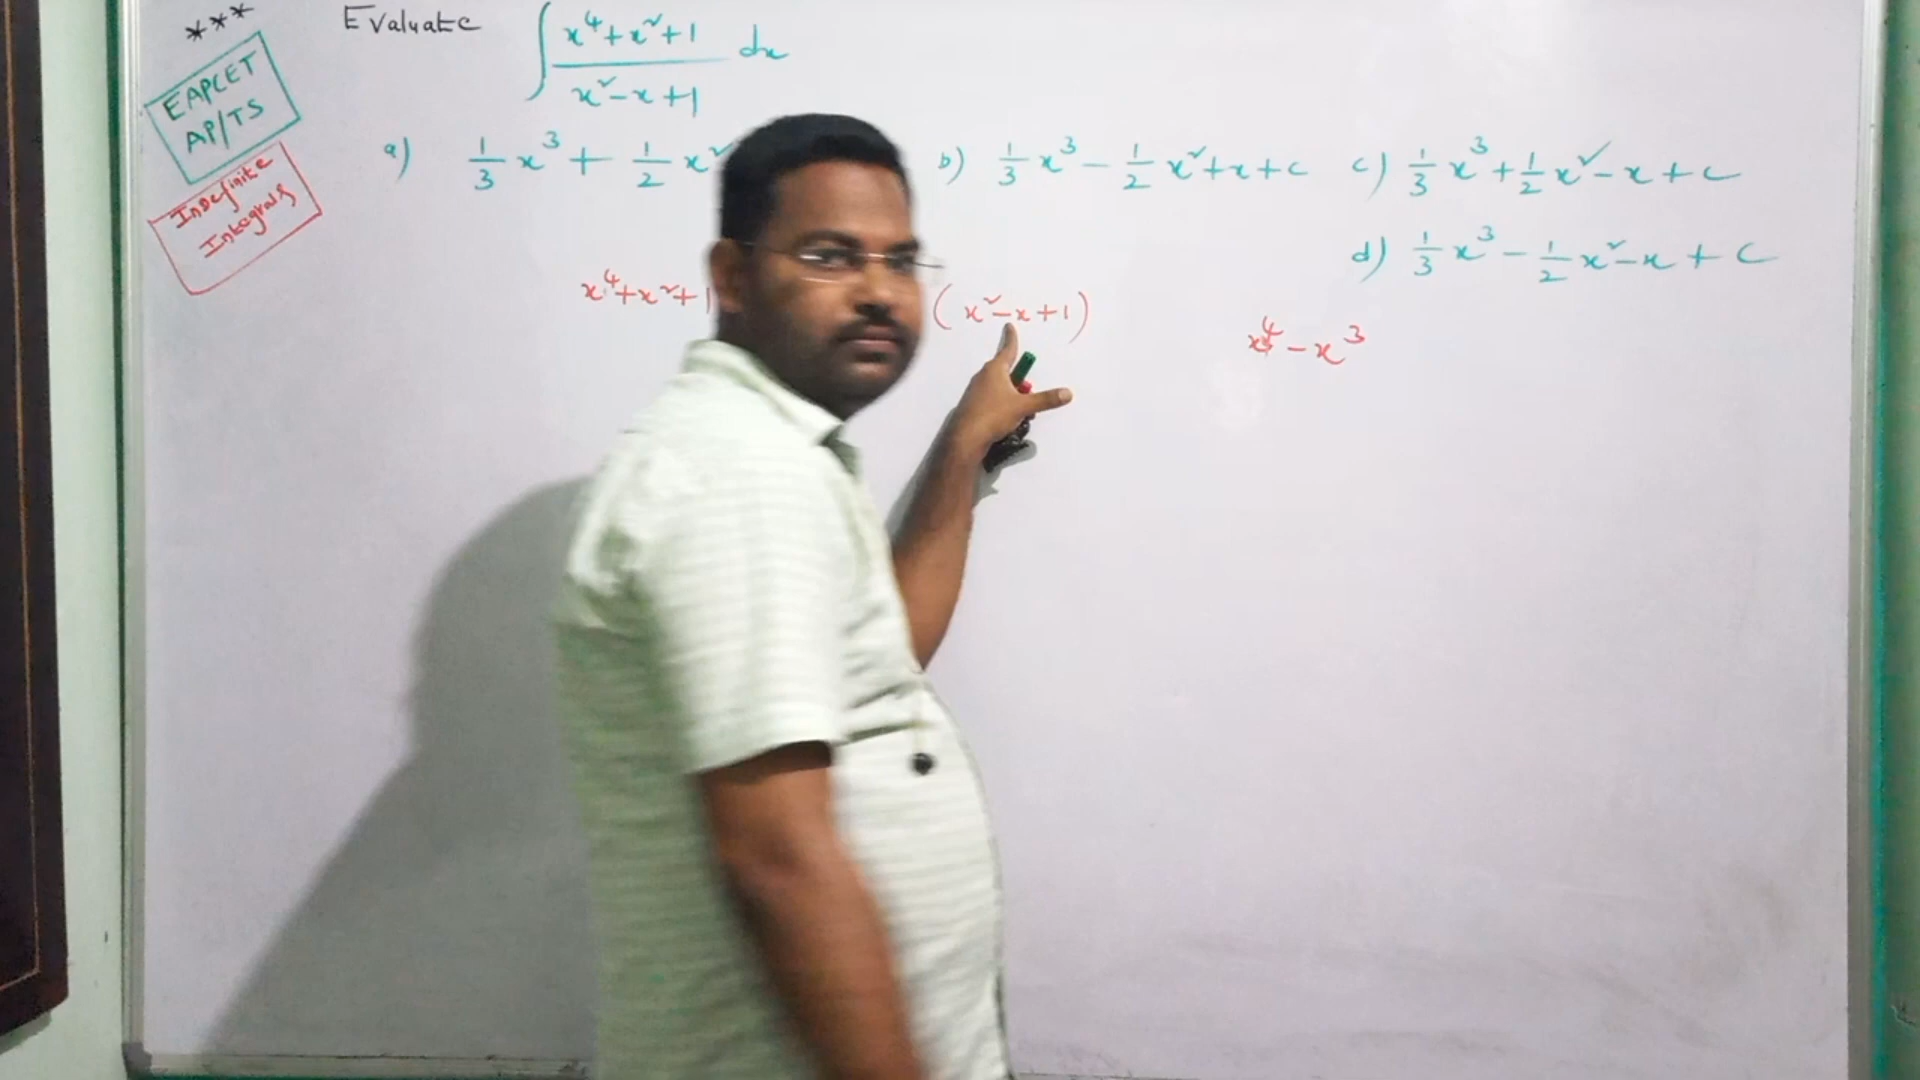 ***
Evaluate ∫ (x⁴+x²+1)/(x²-x+1) dx
EAPCET
AP/TS
Indefinite
Integrals
a) 1/3 x³ + 1/2 x²
b) 1/3 x³ - 1/2 x² + x + c
c) 1/3 x³ + 1/2 x² - x + c
d) 1/3 x³ - 1/2 x² - x + c
x⁴+x²+1
(x²-x+1)
x⁴ - x³